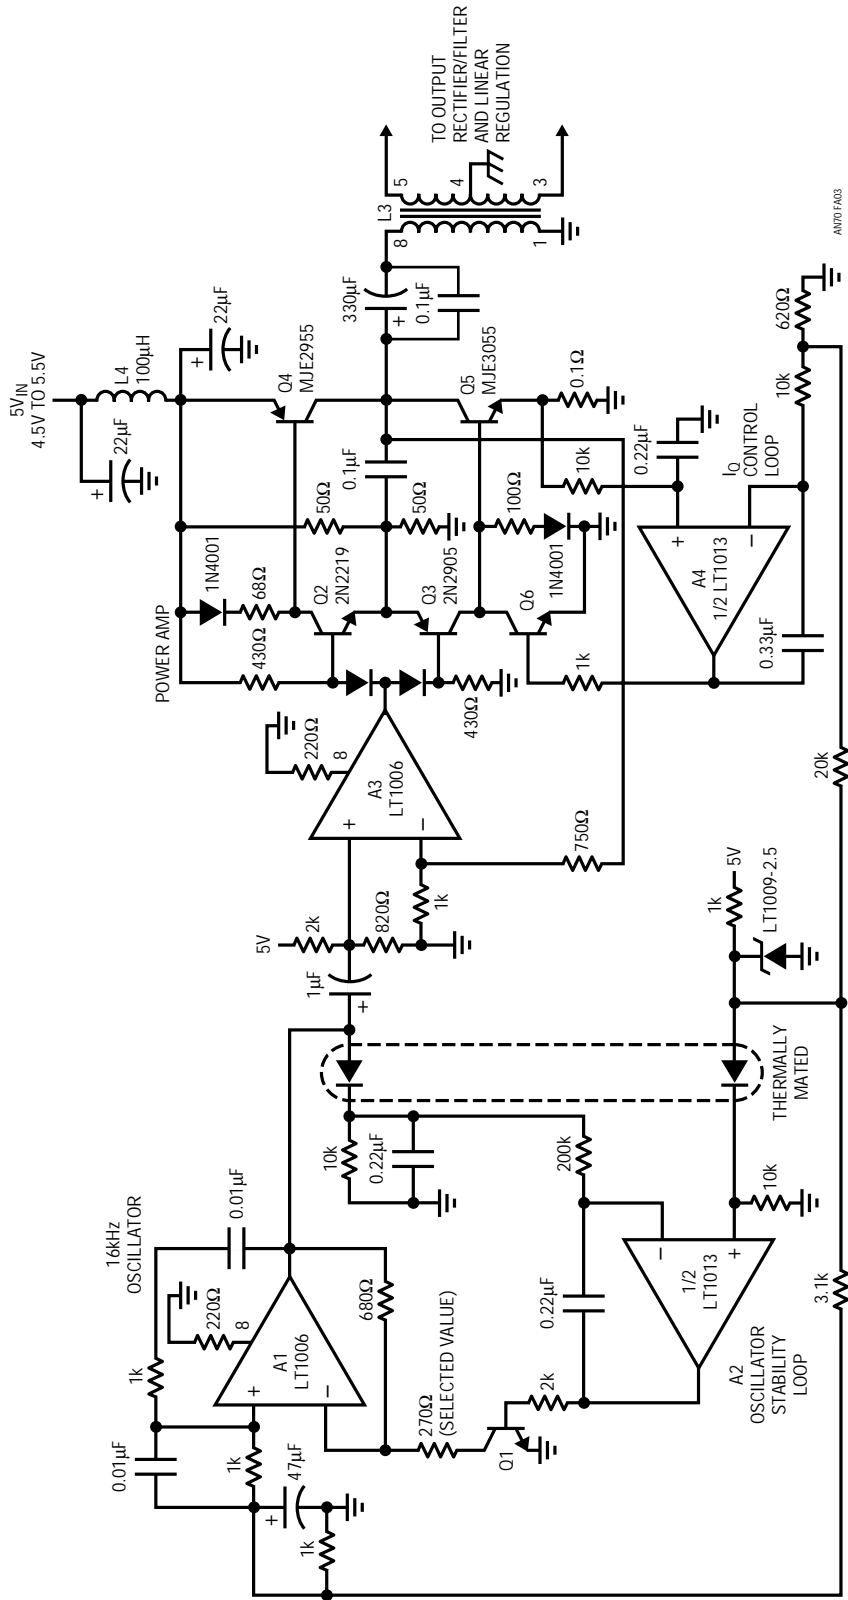 5V_IN
4.5V TO 5.5V
+
22µF
L4
100µH
+
22µF
POWER AMP
1N4001
68Ω
430Ω
50Ω
Q4
MJE2955
Q2
2N2219
0.1µF
50Ω
Q3
2N2905
330µF
+
0.1µF
L3
8
1
5
4
3
TO OUTPUT
RECTIFIER/FILTER
AND LINEAR
REGULATION
Q5
MJE3055
0.1Ω
100Ω
1N4001
10k
Q6
430Ω
1k
220Ω
8
+
−
A3
LT1006
750Ω
5V
2k
820Ω
1k
1µF
+
0.22µF
I_Q CONTROL
LOOP
+
−
A4
1/2 LT1013
0.33µF
10k
620Ω
20k
5V
1k
LT1009-2.5
THERMALLY
MATED
10k
0.22µF
200k
10k
−
+
1/2
LT1013
A2
OSCILLATOR
STABILITY
LOOP
0.22µF
2k
Q1
270Ω
(SELECTED VALUE)
680Ω
16kHz
OSCILLATOR
0.01µF
220Ω
8
1k
+
−
A1
LT1006
0.01µF
1k
+
47µF
1k
3.1k
AN70 FA03